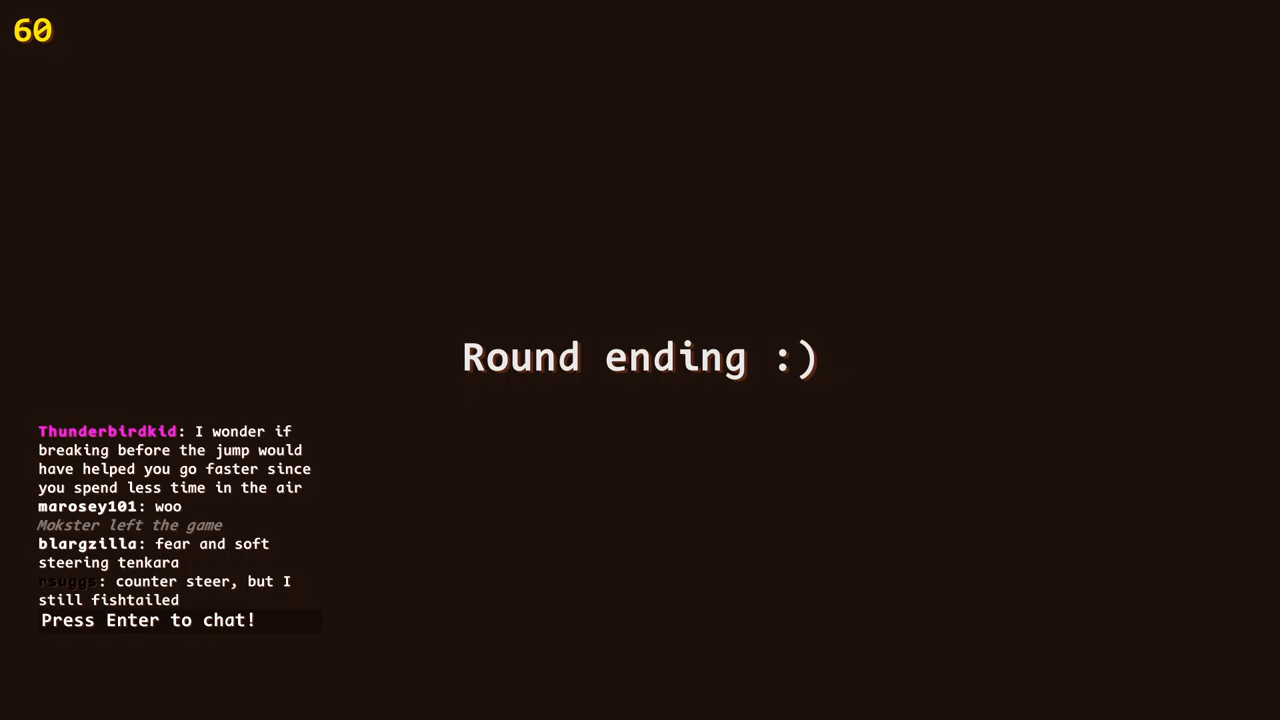 60
Round ending :)
Thunderbirdkid: I wonder if
breaking before the jump would
have helped you go faster since
you spend less time in the air
marosey101: woo
Mokster left the game
blargzilla: fear and soft
steering tenkara
rsuggs: counter steer, but I
still fishtailed
Press Enter to chat!